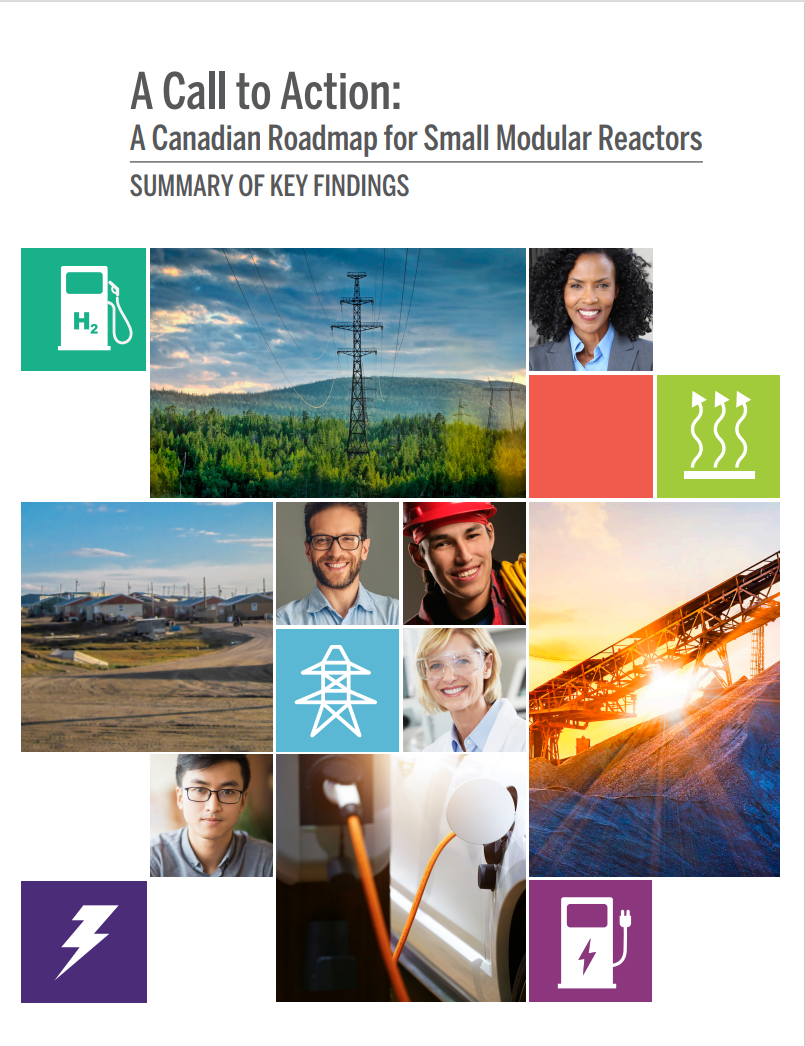 A Call to Action:
A Canadian Roadmap for Small Modular Reactors
SUMMARY OF KEY FINDINGS
H2